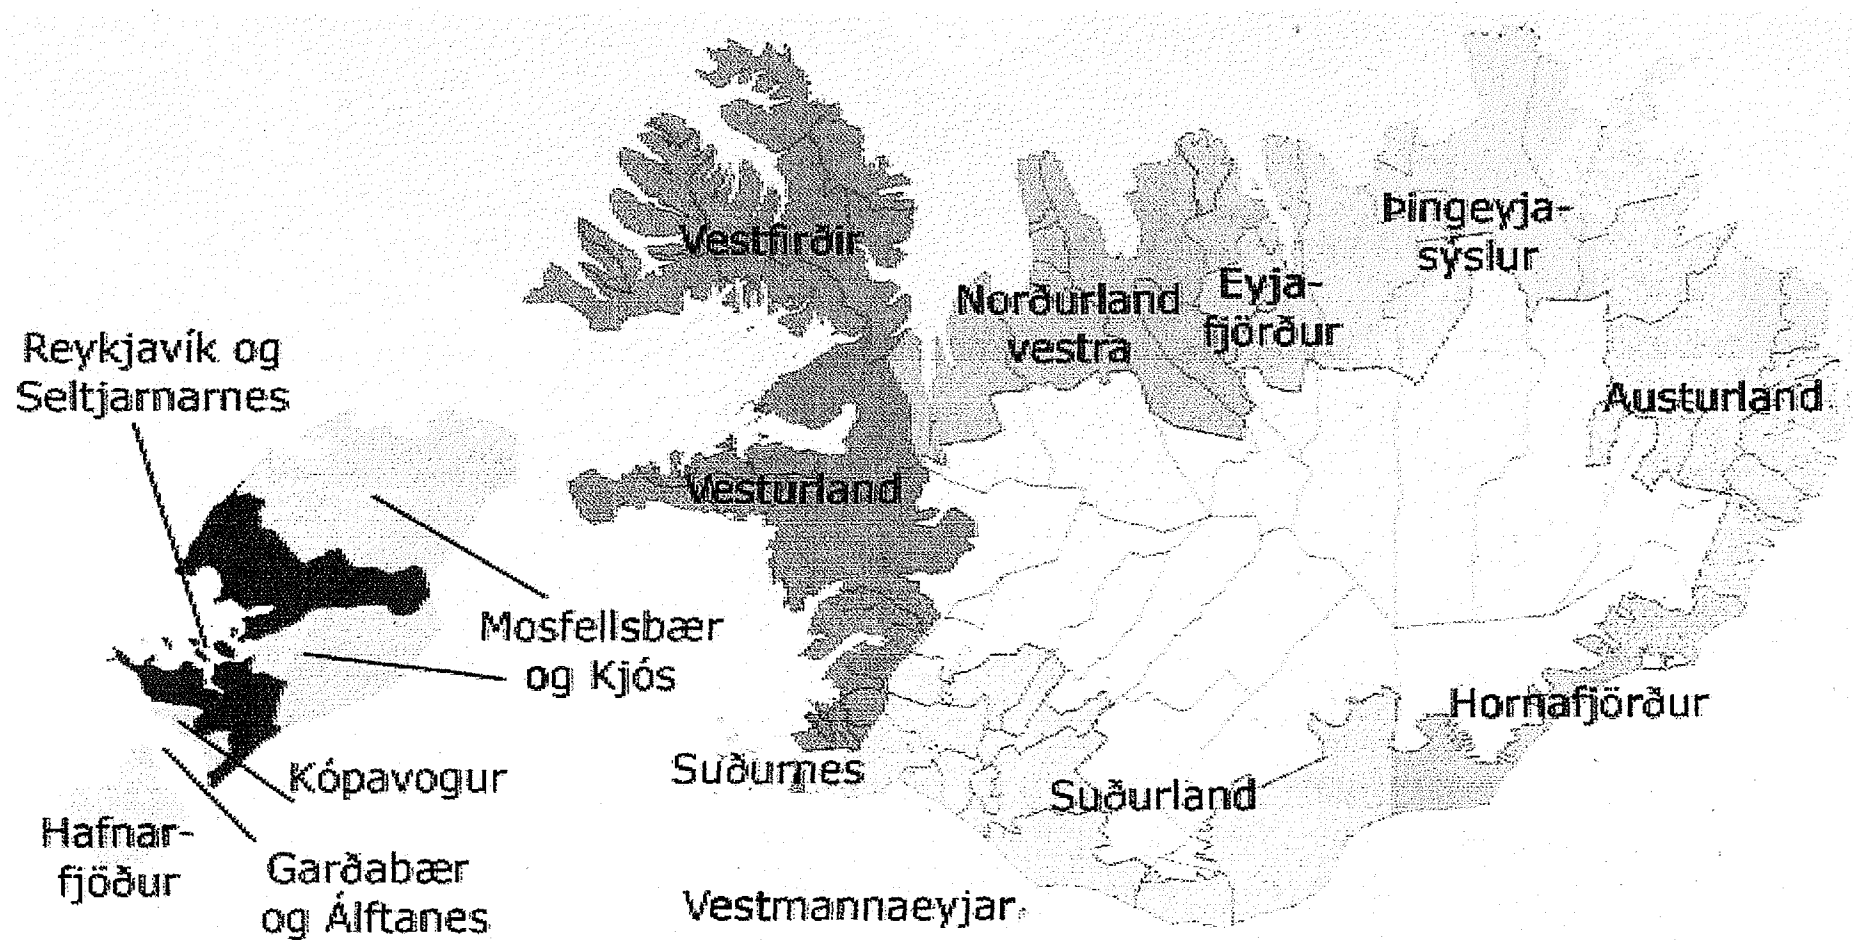 Vestfirðir
Þingeyja-
sýslur
Norðurland
vestra
Eyja-
fjörður
Reykjavík og
Seltjarnarnes
Austurland
Vesturland
Mosfellsbær
og Kjós
Hornafjörður
Suðurnes
Kópavogur
Suðurland
Hafnar-
fjöður
Garðabær
og Álftanes
Vestmannaeyjar